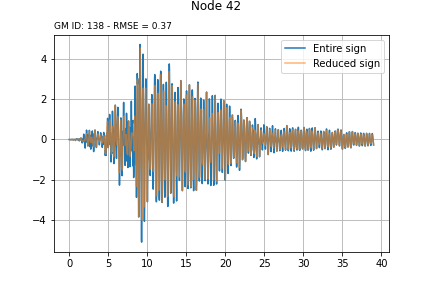 Node 42
GM ID: 138 - RMSE = 0.37
Entire sign
Reduced sign
4
2
0
−2
−4
0 5 10 15 20 25 30 35 40